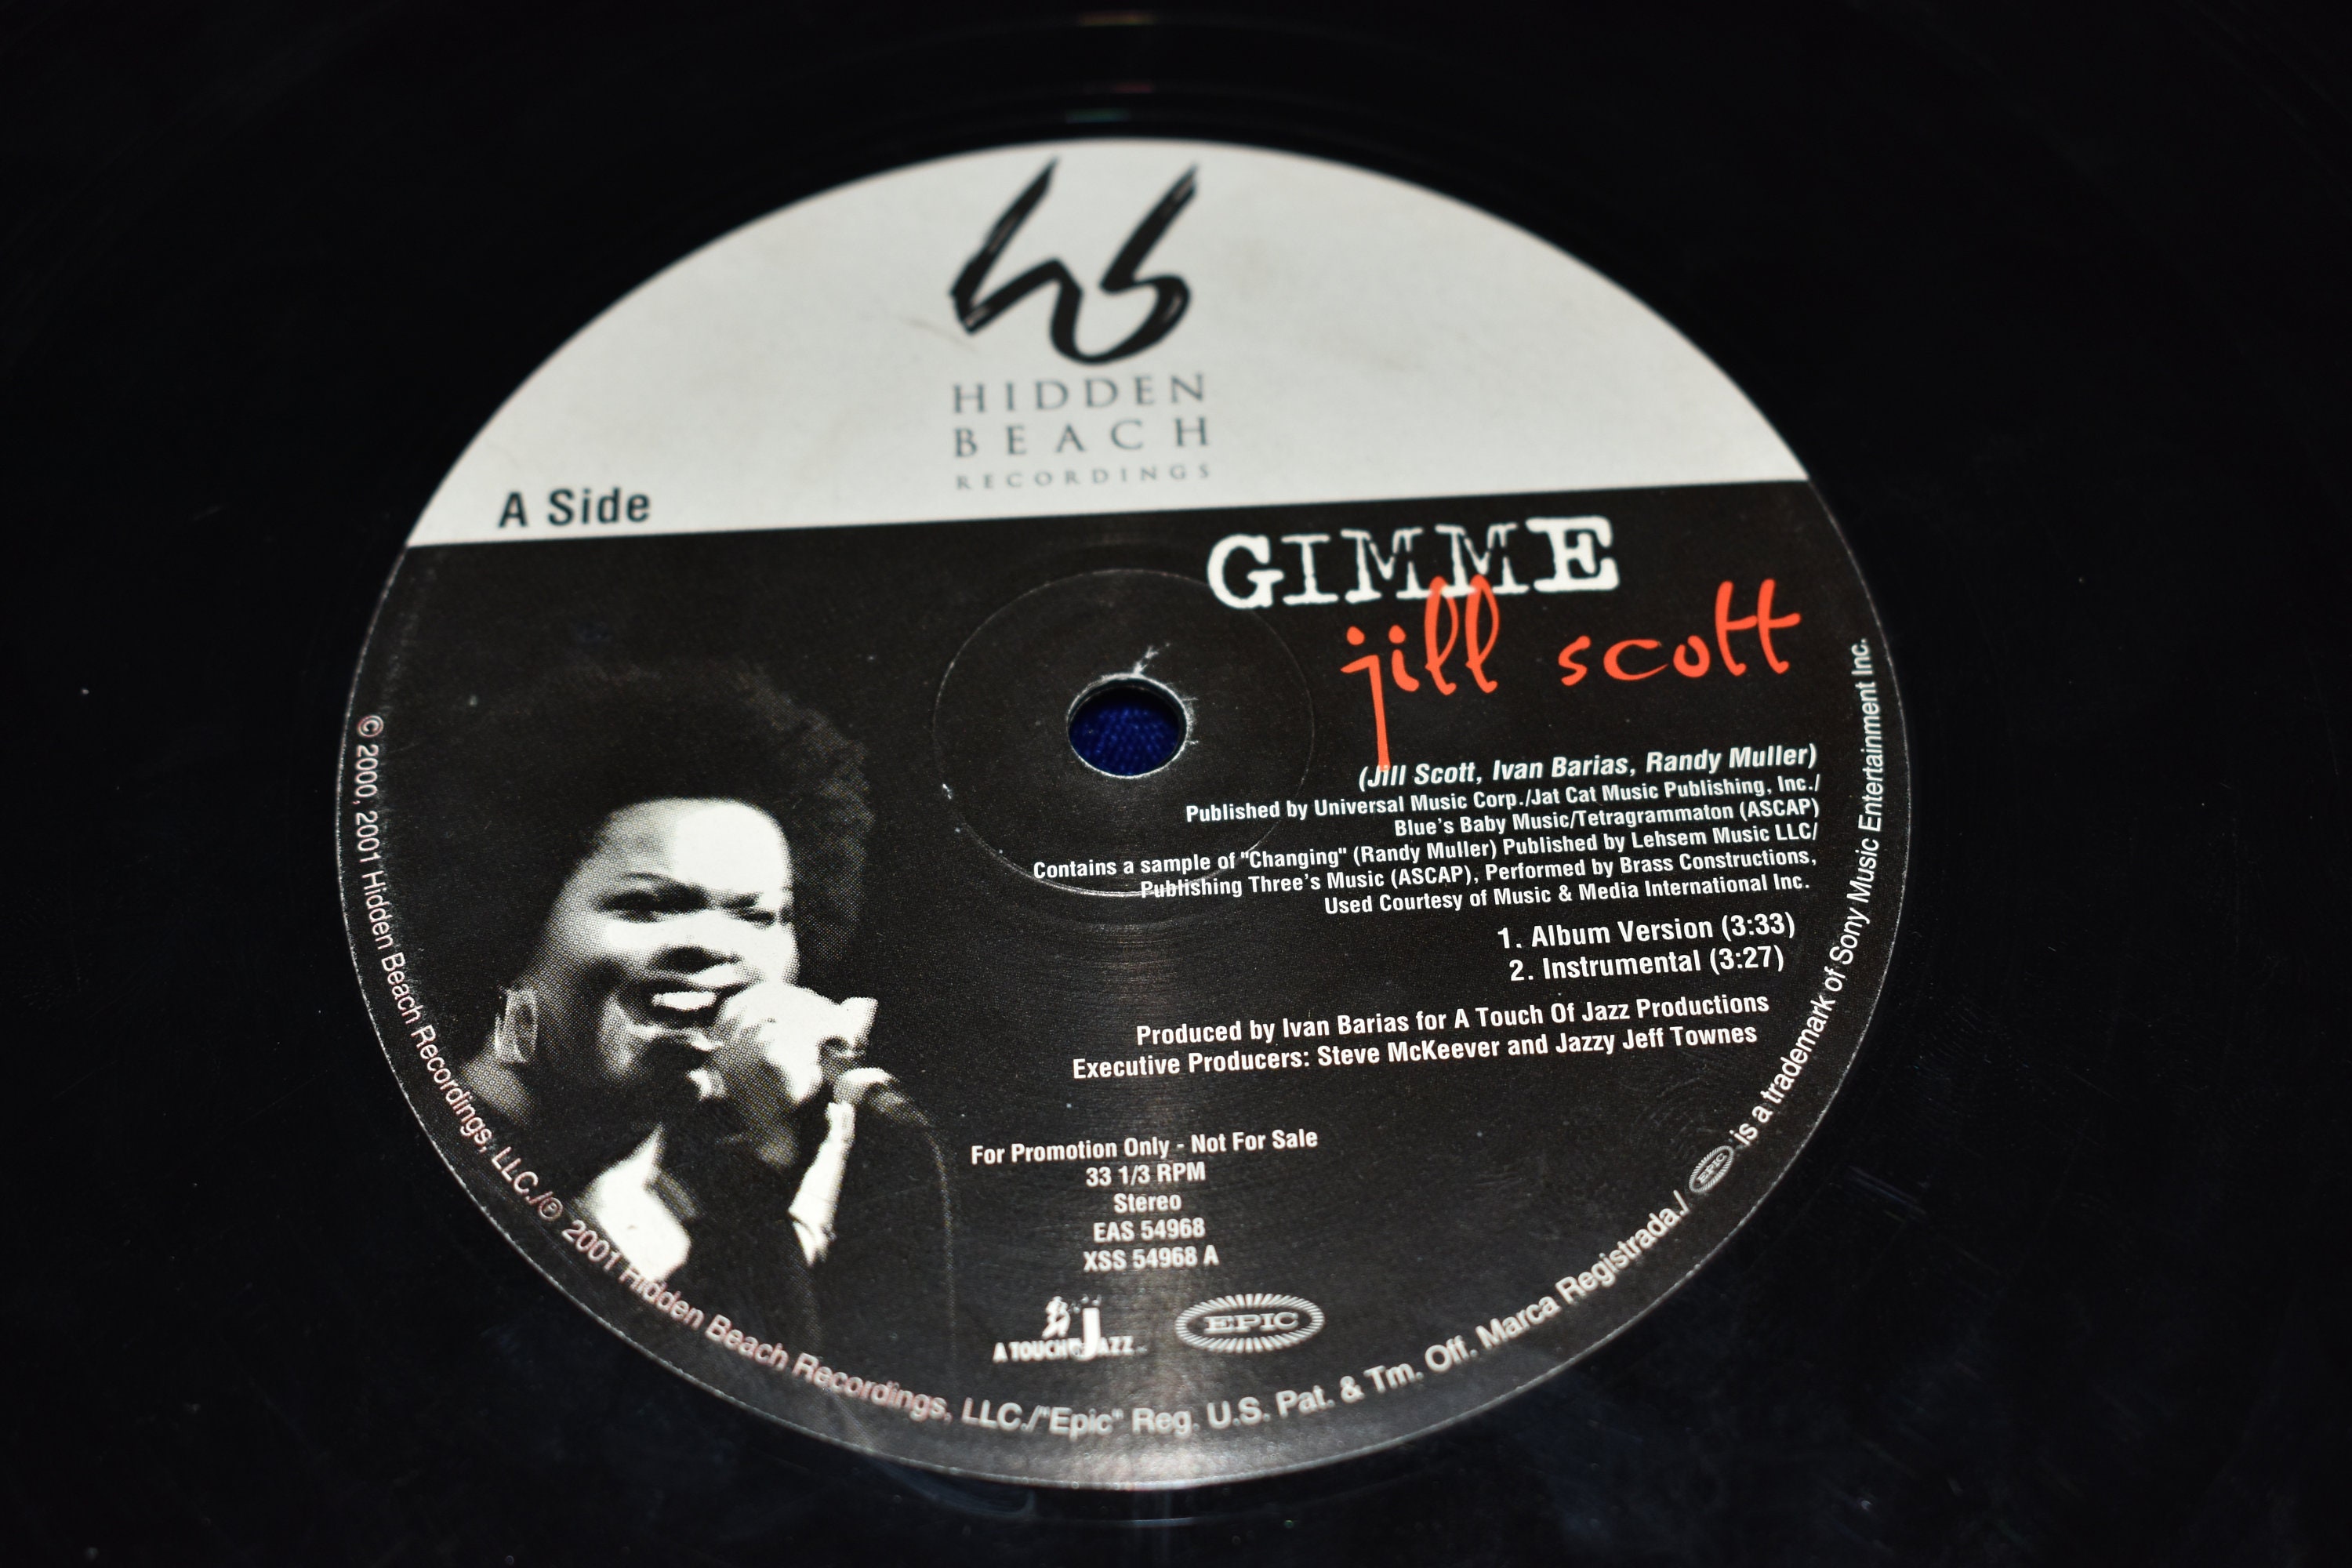 hb
HIDDEN
BEACH
RECORDINGS
A Side
GIMME
jill scott
(Jill Scott, Ivan Barias, Randy Muller)
Published by Universal Music Corp./Jat Cat Music Publishing, Inc./
Blue's Baby Music/Tetragrammaton (ASCAP)
Contains a sample of "Changing" (Randy Muller) Published by Lehsem Music LLC/
Publishing Three's Music (ASCAP), Performed by Brass Constructions,
Used Courtesy of Music & Media International Inc.
1. Album Version (3:33)
2. Instrumental (3:27)
Produced by Ivan Barias for A Touch Of Jazz Productions
Executive Producers: Steve McKeever and Jazzy Jeff Townes
For Promotion Only - Not For Sale
33 1/3 RPM
Stereo
EAS 54968
XSS 54968 A
A TOUCH OF JAZZ
EPIC
© 2000, 2001 Hidden Beach Recordings, LLC./℗ 2001 Hidden Beach Recordings, LLC./"Epic" Reg. U.S. Pat. & Tm. Off. Marca Registrada./ EPIC is a trademark of Sony Music Entertainment Inc.